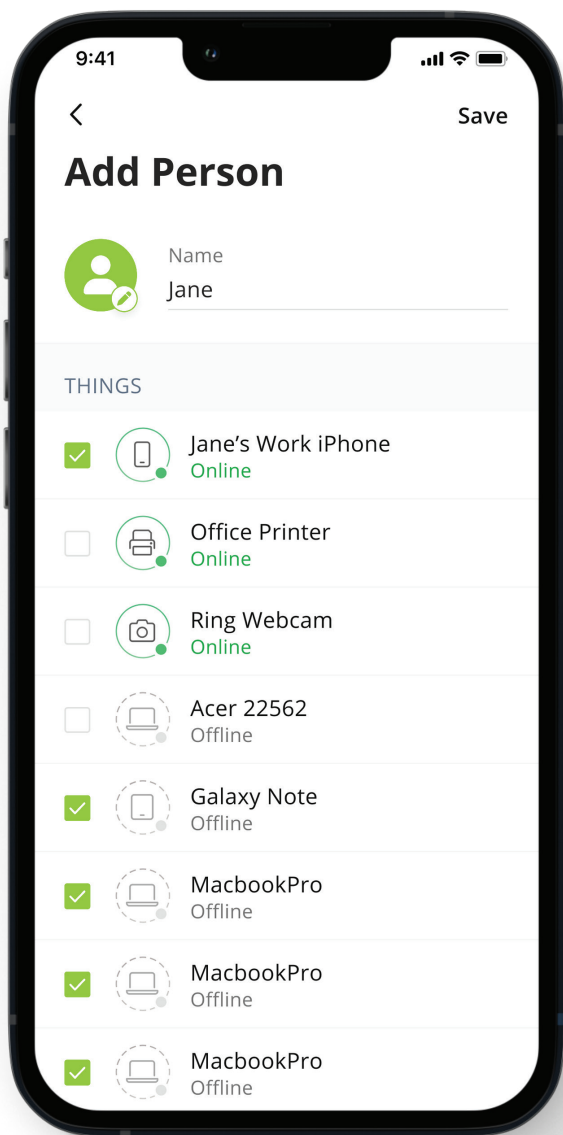 9:41
Save
Add Person
Name
Jane
THINGS
Jane’s Work iPhone
Online
Office Printer
Online
Ring Webcam
Online
Acer 22562
Offline
Galaxy Note
Offline
MacbookPro
Offline
MacbookPro
Offline
MacbookPro
Offline